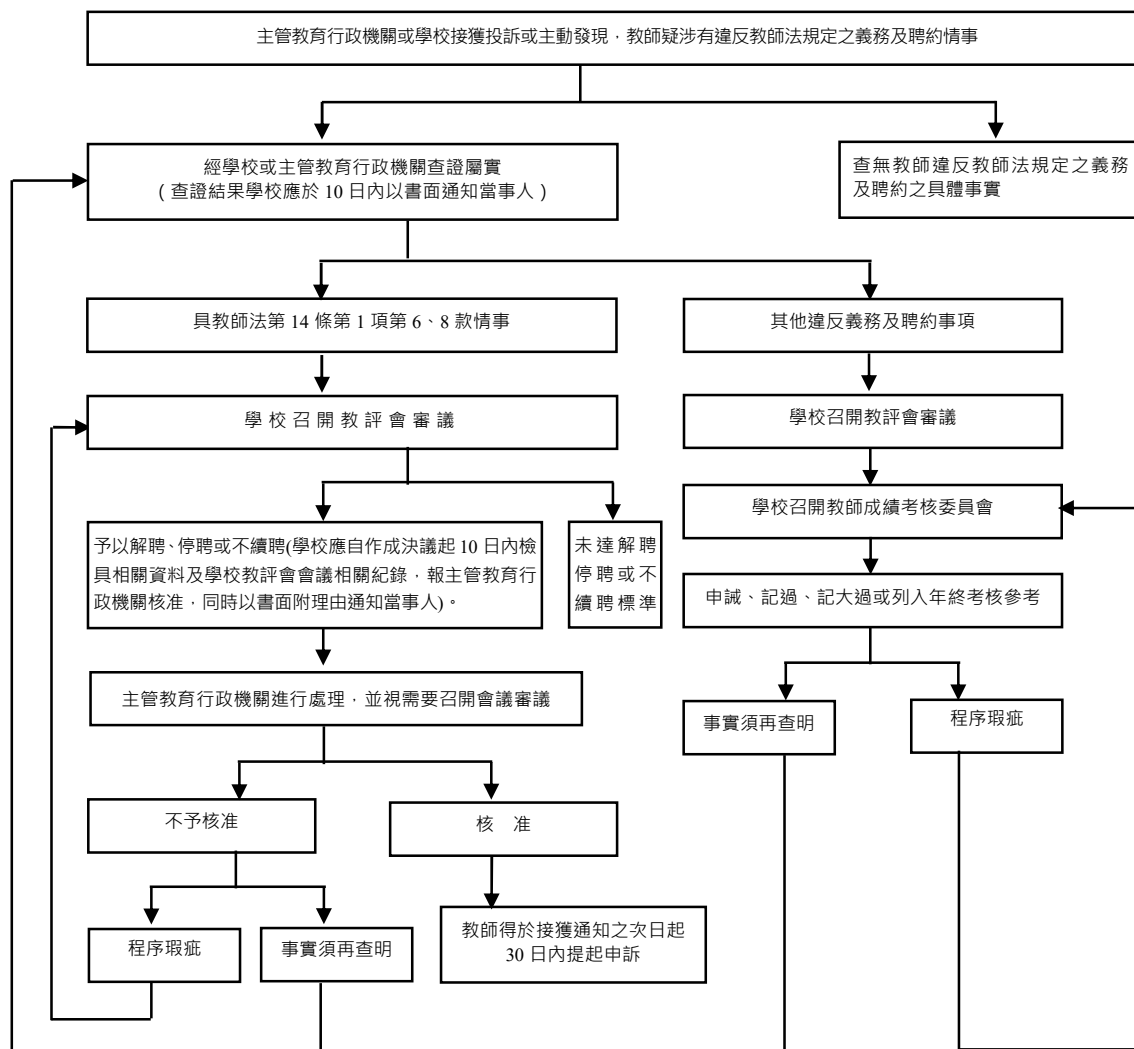 主管教育行政機關或學校接獲投訴或主動發現，教師疑涉有違反教師法規定之義務及聘約情事
經學校或主管教育行政機關查證屬實
（查證結果學校應於 10 日內以書面通知當事人）
查無教師違反教師法規定之義務
及聘約之具體事實
具教師法第 14 條第 1 項第 6、8 款情事
其他違反義務及聘約事項
學校召開教評會審議
學校召開教評會審議
學校召開教師成績考核委員會
予以解聘、停聘或不續聘(學校應自作成決議起 10 日內檢
具相關資料及學校教評會會議相關紀錄，報主管教育行
政機關核准，同時以書面附理由通知當事人)。
未達解聘
停聘或不
續聘標準
申誡、記過、記大過或列入年終考核參考
主管教育行政機關進行處理，並視需要召開會議審議
事實須再查明
程序瑕疵
不予核准
核 准
程序瑕疵
事實須再查明
教師得於接獲通知之次日起
30 日內提起申訴